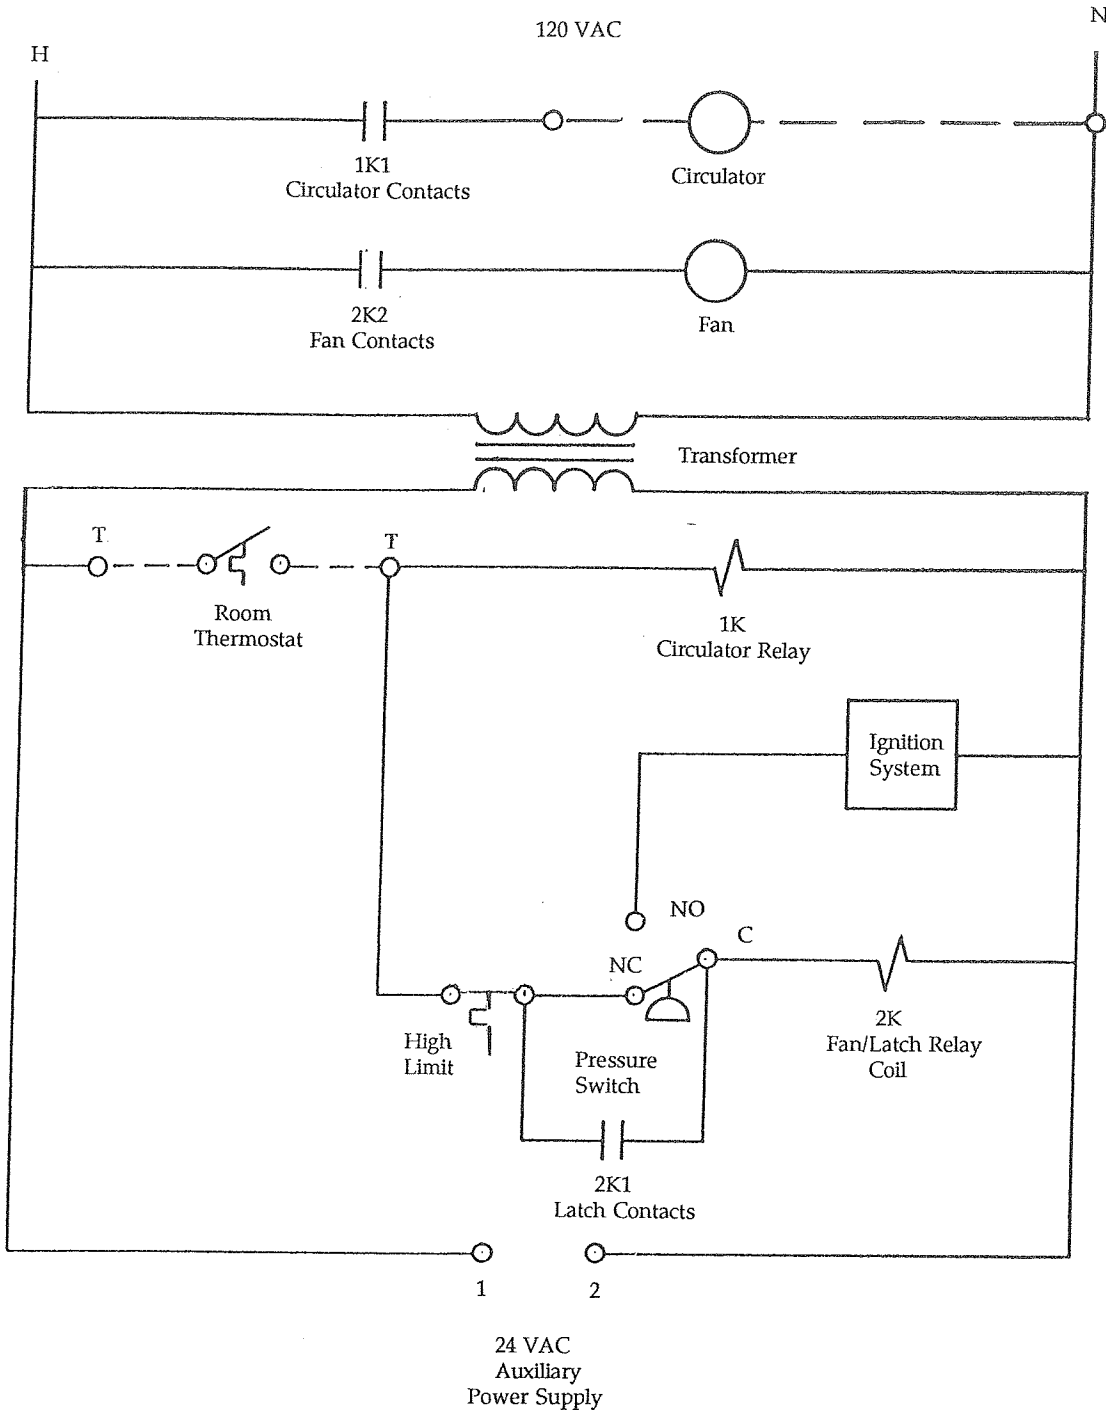 120 VAC
N
H
1K1
Circulator Contacts
Circulator
2K2
Fan Contacts
Fan
Transformer
T
T
Room
Thermostat
1K
Circulator Relay
Ignition
System
NO
C
NC
High
Limit
Pressure
Switch
2K
Fan/Latch Relay
Coil
2K1
Latch Contacts
1
2
24 VAC
Auxiliary
Power Supply